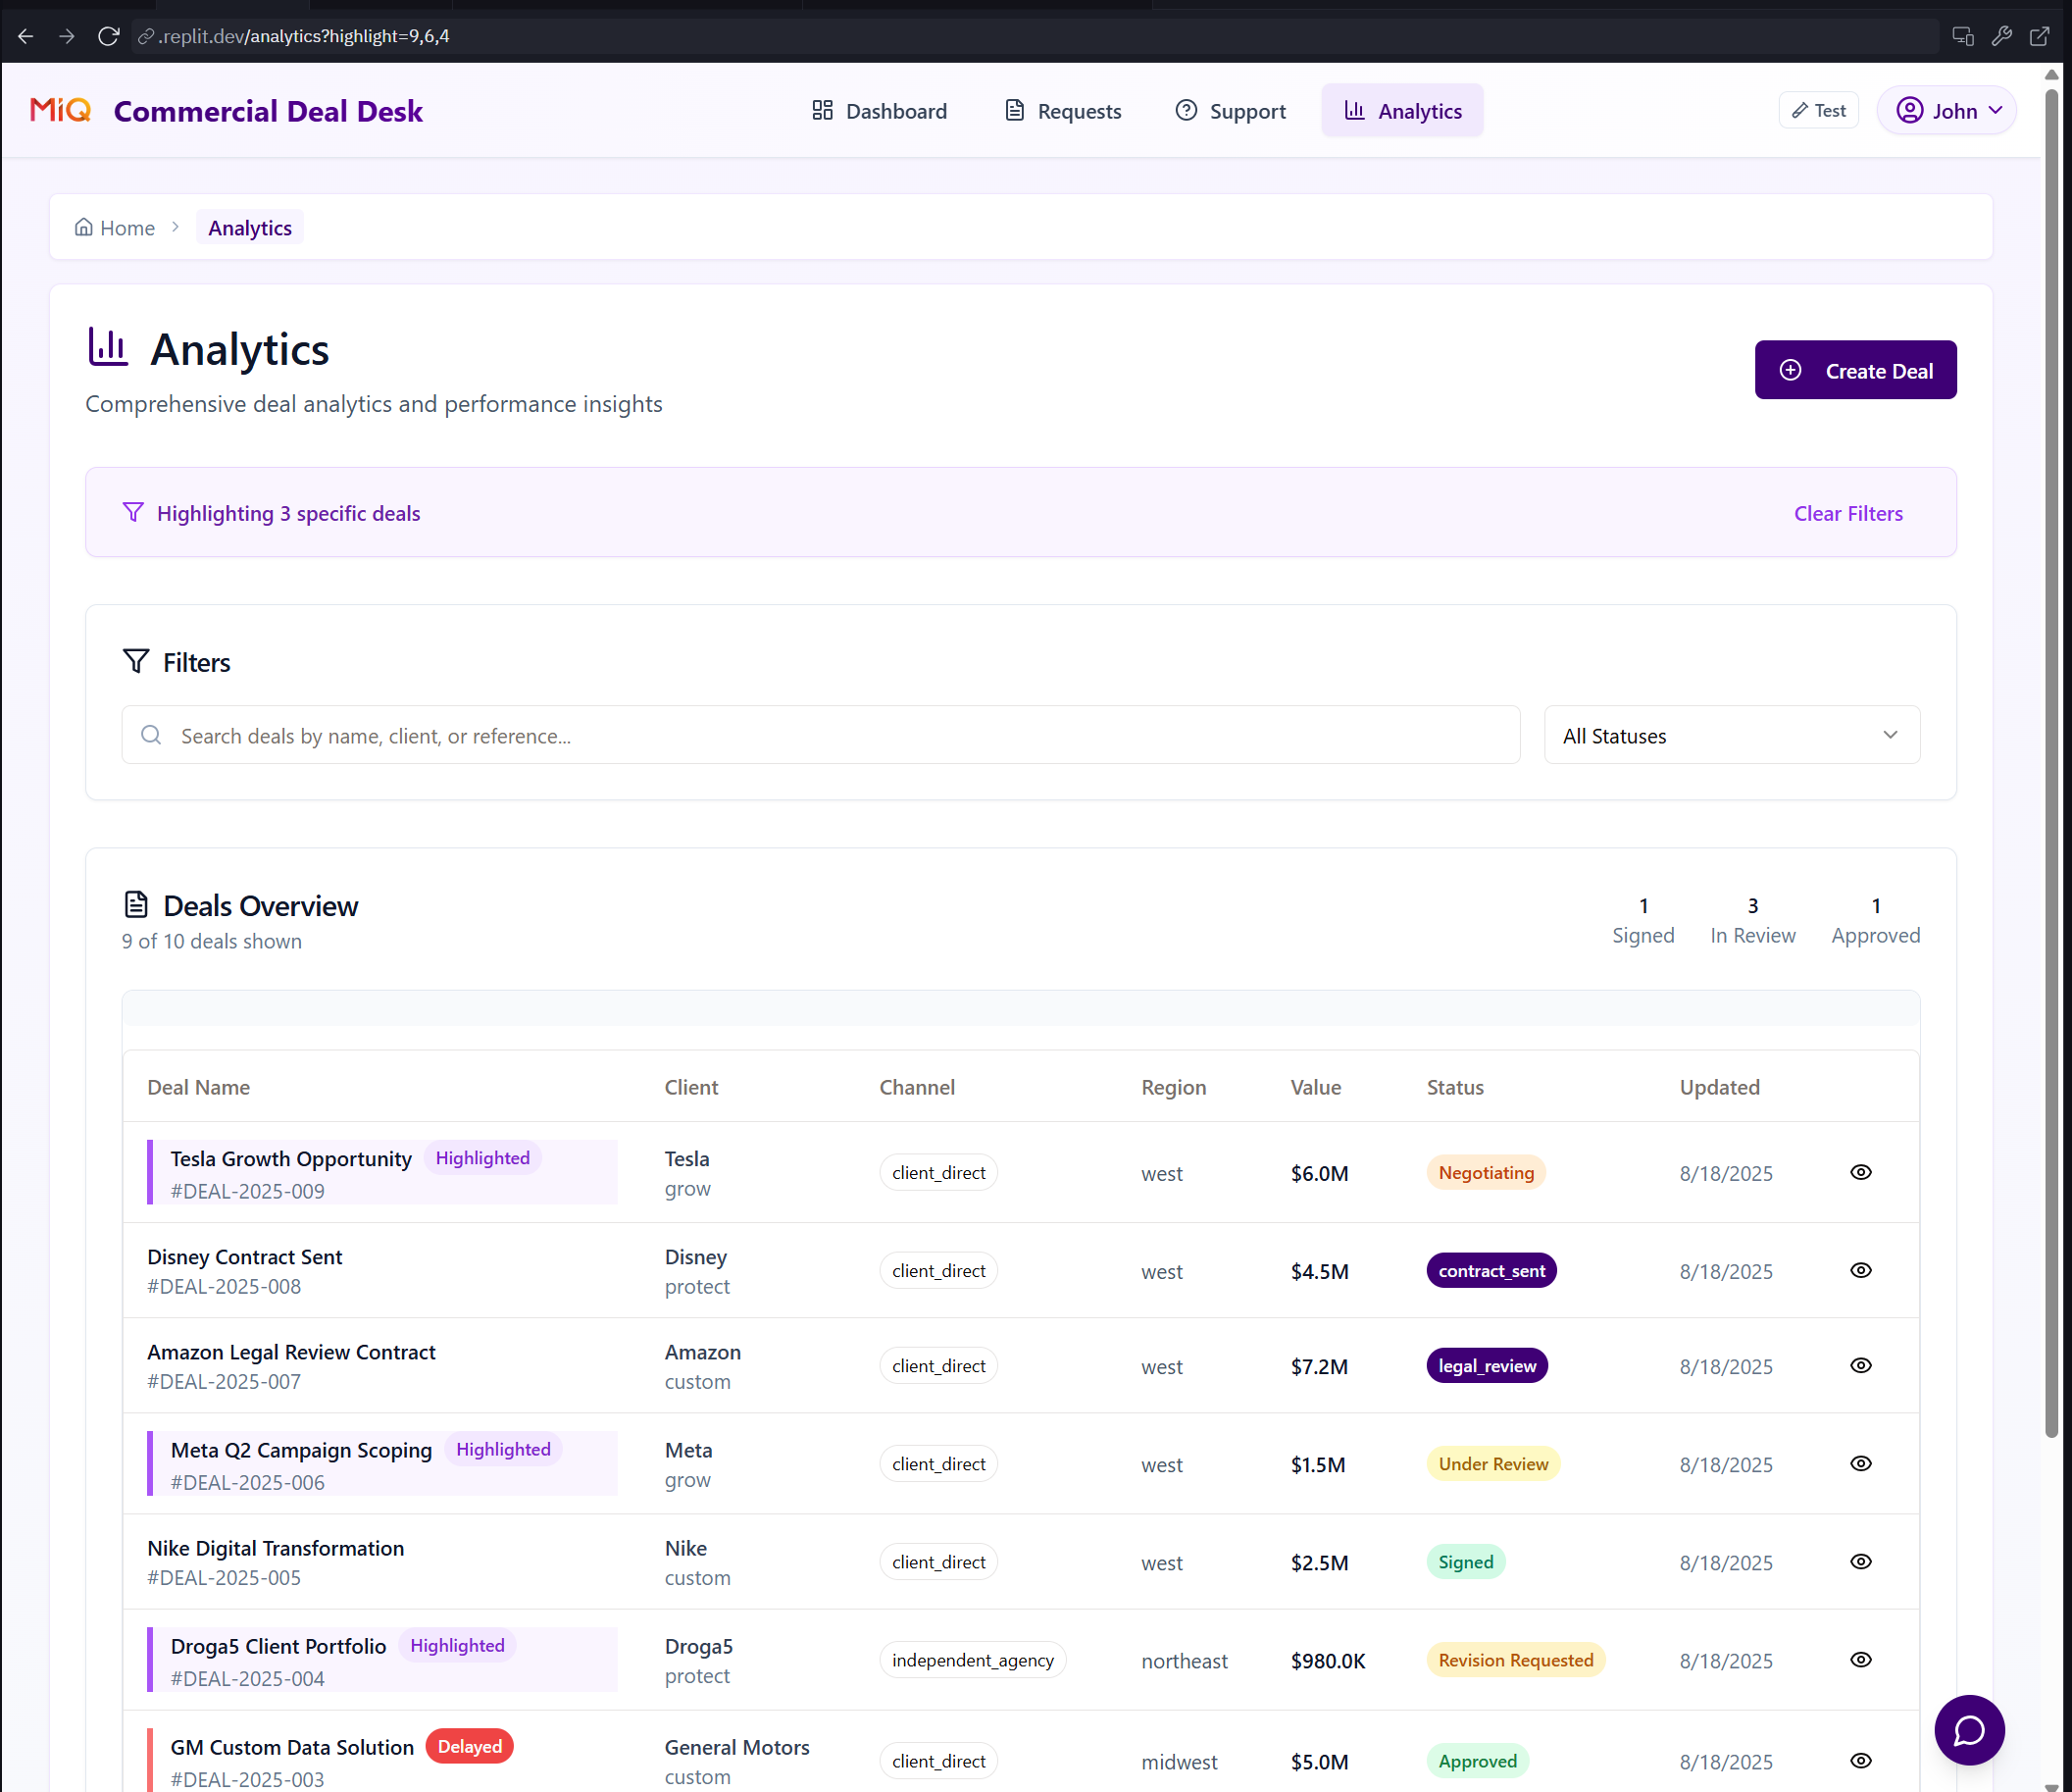 .replit.dev/analytics?highlight=9,6,4
MiQ Commercial Deal Desk
Dashboard Requests Support Analytics
Test John
Home Analytics
Analytics
Create Deal
Comprehensive deal analytics and performance insights
Highlighting 3 specific deals Clear Filters
Filters
Search deals by name, client, or reference... All Statuses
Deals Overview 1 3 1
9 of 10 deals shown Signed In Review Approved
Deal Name Client Channel Region Value Status Updated
Tesla Growth Opportunity Highlighted Tesla client_direct west $6.0M Negotiating 8/18/2025
#DEAL-2025-009 grow
Disney Contract Sent Disney client_direct west $4.5M contract_sent 8/18/2025
#DEAL-2025-008 protect
Amazon Legal Review Contract Amazon client_direct west $7.2M legal_review 8/18/2025
#DEAL-2025-007 custom
Meta Q2 Campaign Scoping Highlighted Meta client_direct west $1.5M Under Review 8/18/2025
#DEAL-2025-006 grow
Nike Digital Transformation Nike client_direct west $2.5M Signed 8/18/2025
#DEAL-2025-005 custom
Droga5 Client Portfolio Highlighted Droga5 independent_agency northeast $980.0K Revision Requested 8/18/2025
#DEAL-2025-004 protect
GM Custom Data Solution Delayed General Motors client_direct midwest $5.0M Approved 8/18/2025
#DEAL-2025-003 custom